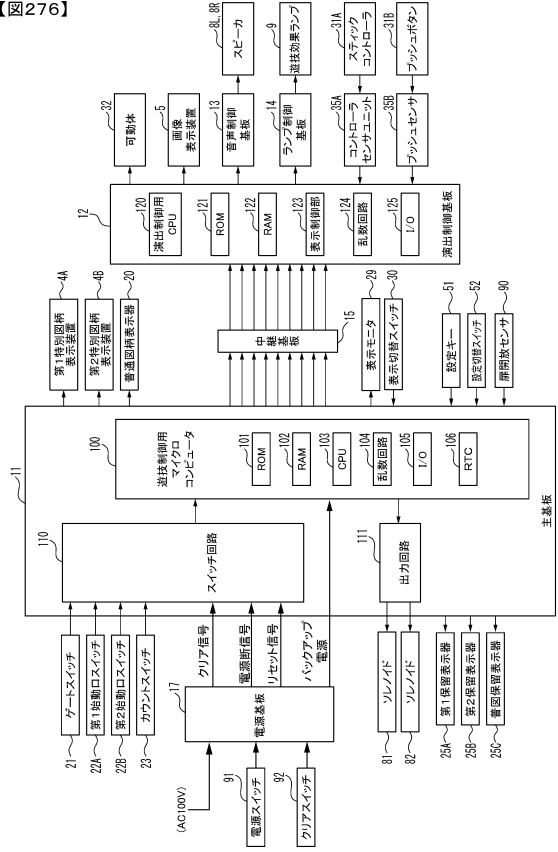 【図276】
8L,8R
スピーカ
9
遊技効果ランプ
31A
スティック
コントローラ
31B
プッシュボタン
32
可動体
5
画像
表示装置
13
音声制御
基板
14
ランプ制御
基板
35A
コントローラ
センサユニット
35B
プッシュセンサ
12
120
演出制御用
CPU
121
ROM
122
RAM
123
表示制御部
124
乱数回路
125
I/O
演出制御基板
4A
第1特別図柄
表示装置
4B
第2特別図柄
表示装置
20
普通図柄表示器
中継
基板
15
29
表示モニタ
30
表示切替スイッチ
51
設定キー
52
設定切替スイッチ
90
扉開放センサ
11
100
遊技制御用
マイクロ
コンピュータ
101
ROM
102
RAM
103
CPU
104
乱数回路
105
I/O
106
RTC
主基板
110
スイッチ回路
111
出力回路
クリア信号
電源断信号
リセット信号
バックアップ
電源
21
ゲートスイッチ
22A
第1始動口スイッチ
22B
第2始動口スイッチ
23
カウントスイッチ
17
電源基板
(AC100V)
91
電源スイッチ
92
クリアスイッチ
81
ソレノイド
82
ソレノイド
25A
第1保留表示器
25B
第2保留表示器
25C
普図保留表示器